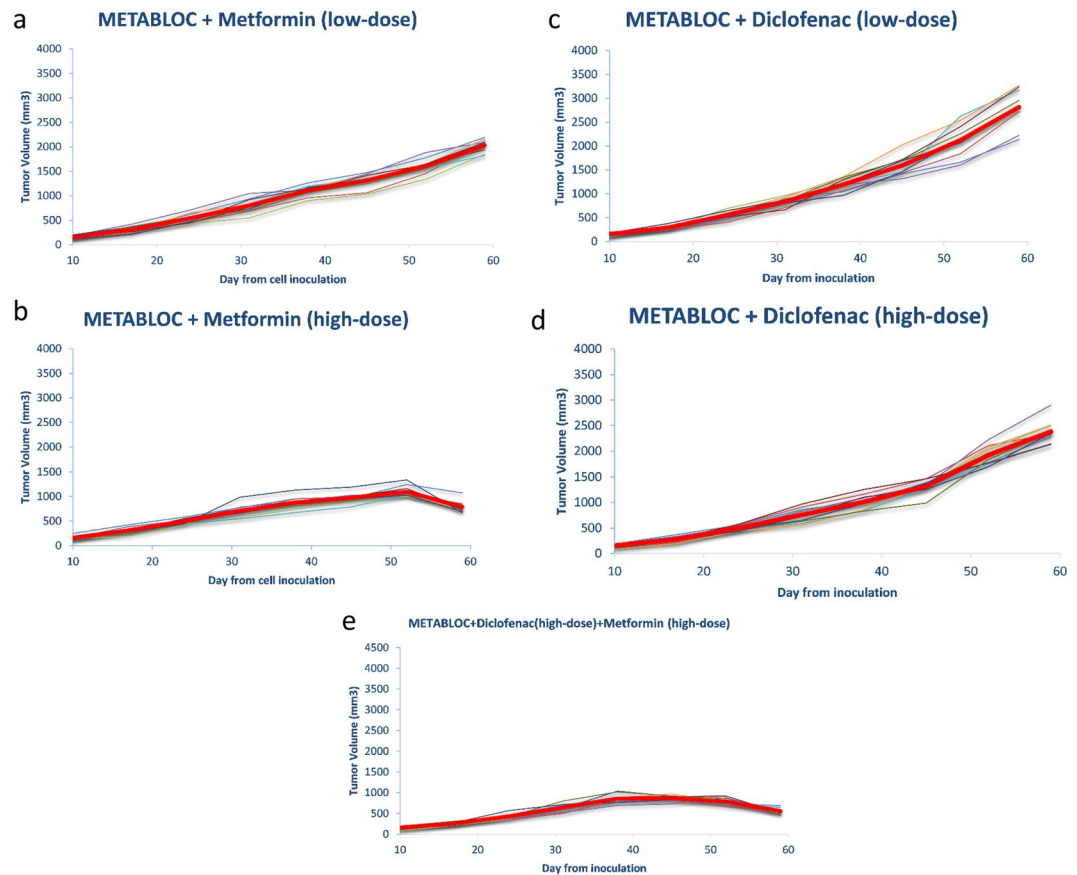 a
METABLOC + Metformin (low-dose)
4000
3500
3000
2500
2000
1500
1000
500
0
Tumor Volume (mm3)
10 20 30 40 50 60
Day from cell inoculation
c
METABLOC + Diclofenac (low-dose)
4000
3500
3000
2500
2000
1500
1000
500
0
Tumor Volume (mm3)
10 20 30 40 50 60
Day from inoculation
b
METABLOC + Metformin (high-dose)
4000
3500
3000
2500
2000
1500
1000
500
0
Tumor Volume (mm3)
10 20 30 40 50 60
Day from cell inoculation
d
METABLOC + Diclofenac (high-dose)
4000
3500
3000
2500
2000
1500
1000
500
0
Tumor Volume (mm3)
10 20 30 40 50 60
Day from inoculation
e
METABLOC+Diclofenac(high-dose)+Metformin (high-dose)
4500
4000
3500
3000
2500
2000
1500
1000
500
0
Tumor Volume (mm3)
10 20 30 40 50 60
Day from inoculation